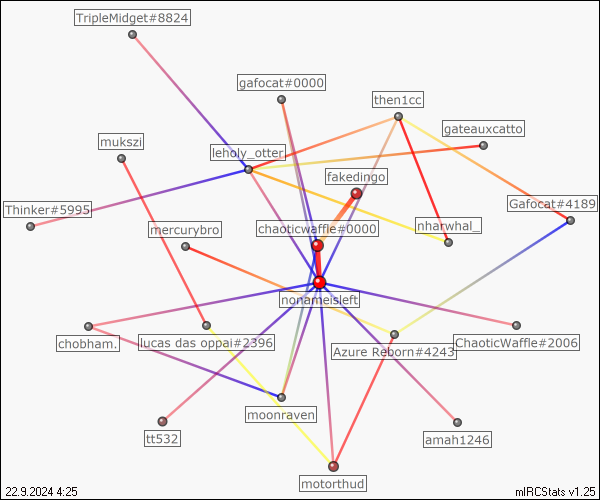 TripleMidget#8824
gafocat#0000
then1cc
mukszi
gateauxcatto
leholy_otter
fakedingo
Thinker#5995
Gafocat#4189
mercurybro
chaoticwaffle#0000
nharwhal_
nonameisleft
chobham.
lucas das oppai#2396
Azure Reborn#4243
ChaoticWaffle#2006
moonraven
tt532
amah1246
motorthud
22.9.2024 4:25
mIRCStats v1.25